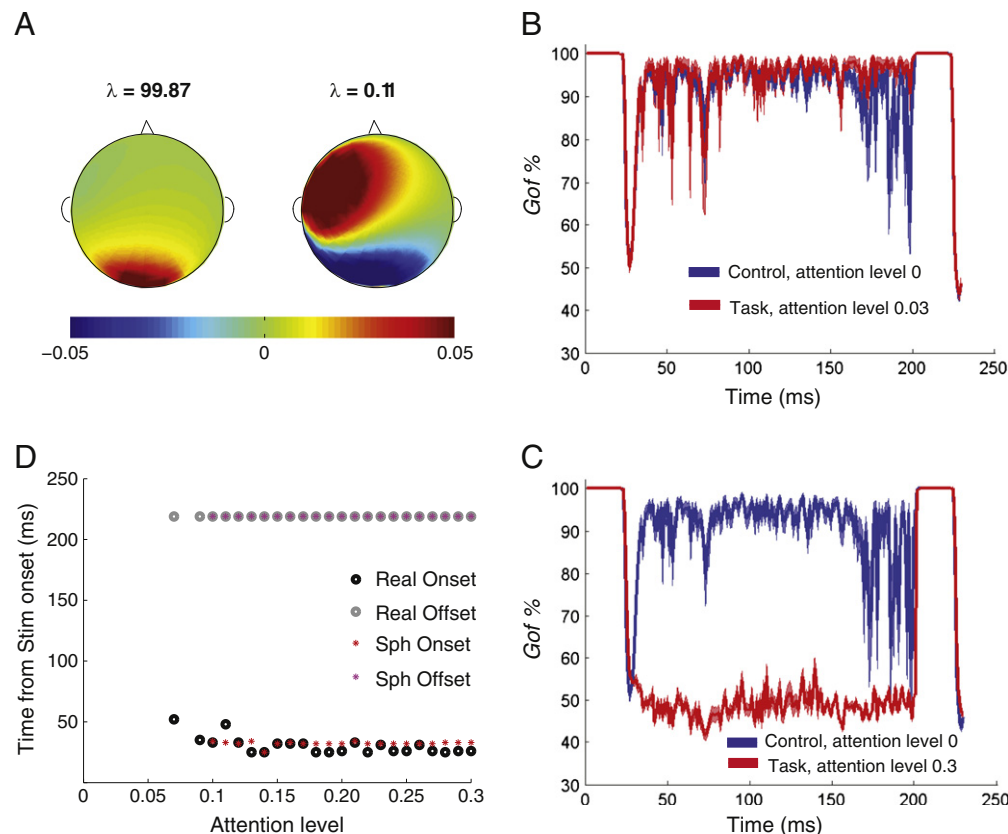 A
λ = 99.87
λ = 0.11
−0.05
0
0.05
B
100
90
80
70
60
50
40
30
Gof %
Control, attention level 0
Task, attention level 0.03
0
50
100
150
200
250
Time (ms)
D
250
200
150
100
50
Time from Stim onset (ms)
Real Onset
Real Offset
Sph Onset
Sph Offset
0
0.05
0.1
0.15
0.2
0.25
0.3
Attention level
C
100
90
80
70
60
50
40
30
Gof %
Control, attention level 0
Task, attention level 0.3
0
50
100
150
200
250
Time (ms)